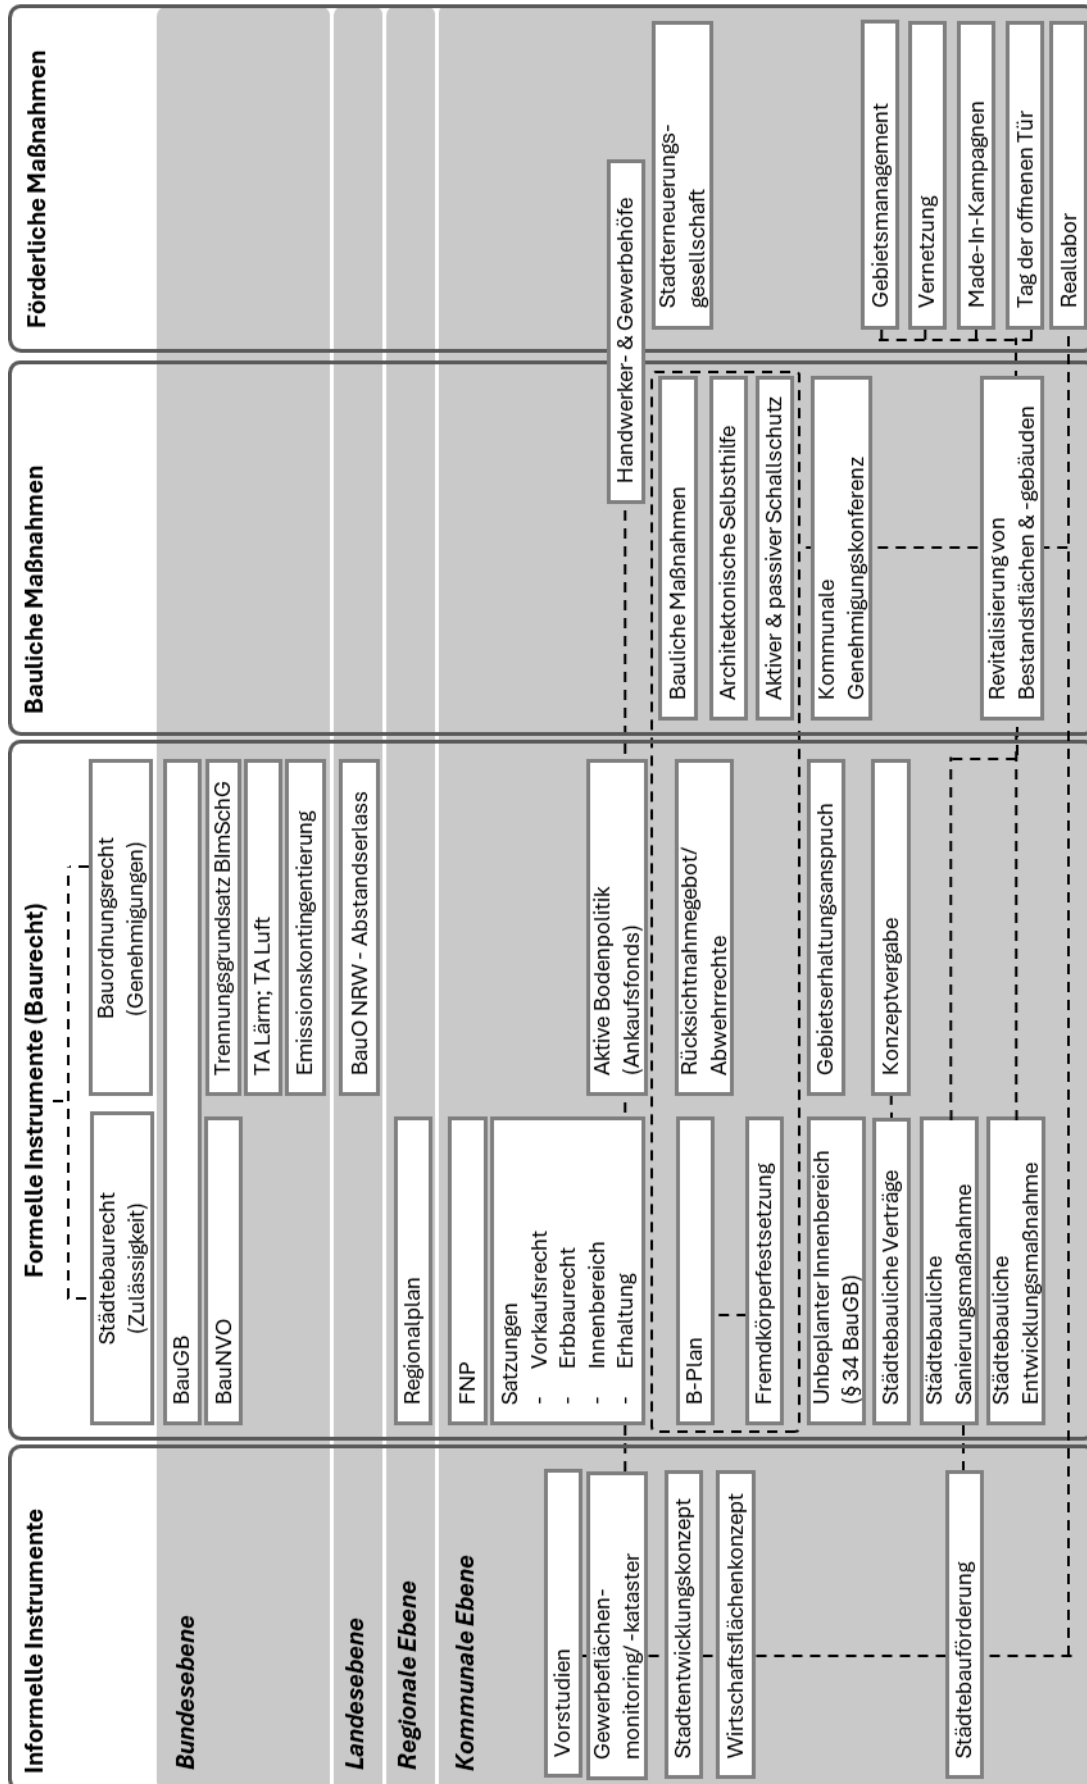 Informelle Instrumente
Bundesebene
Landesebene
Regionale Ebene
Kommunale Ebene
Vorstudien
Gewerbeflächen-
monitoring/ -kataster
Stadtentwicklungskonzept
Wirtschaftsflächenkonzept
Städtebauförderung
Formelle Instrumente (Baurecht)
Städtebaurecht
(Zulässigkeit)
Bauordnungsrecht
(Genehmigungen)
BauGB
BauNVO
Trennungsgrundsatz BImSchG
TA Lärm; TA Luft
Emissionskontingentierung
BauO NRW - Abstandserlass
Regionalplan
FNP
Satzungen
- Vorkaufsrecht
- Erbbaurecht
- Innenbereich
- Erhaltung
Aktive Bodenpolitik
(Ankaufsfonds)
B-Plan
Rücksichtnahmegebot/
Abwehrrechte
Fremdkörperfestsetzung
Unbeplanter Innenbereich
(§ 34 BauGB)
Gebietserhaltungsanspruch
Städtebauliche Verträge
Konzeptvergabe
Städtebauliche
Sanierungsmaßnahme
Städtebauliche
Entwicklungsmaßnahme
Bauliche Maßnahmen
Handwerker- & Gewerbehöfe
Bauliche Maßnahmen
Architektonische Selbsthilfe
Aktiver & passiver Schallschutz
Kommunale
Genehmigungskonferenz
Revitalisierung von
Bestandsflächen & -gebäuden
Förderliche Maßnahmen
Stadterneuerungs-
gesellschaft
Gebietsmanagement
Vernetzung
Made-In-Kampagnen
Tag der offenen Tür
Reallabor